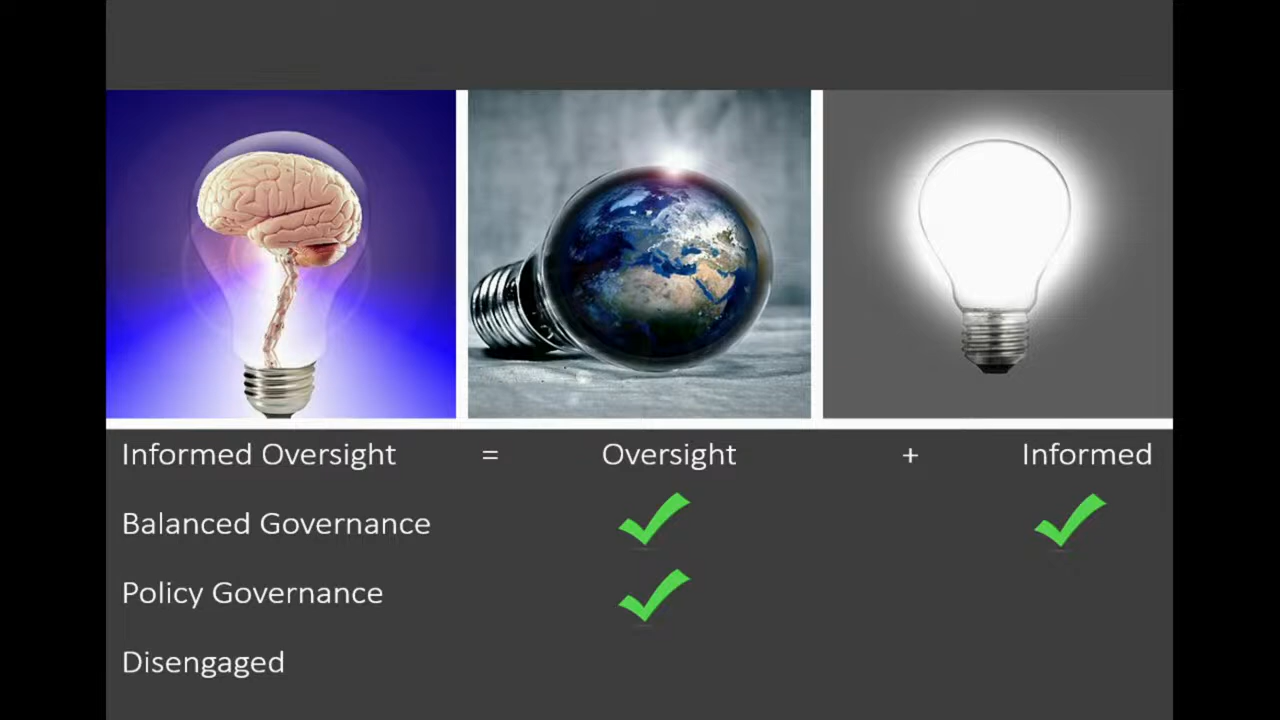 Informed Oversight = Oversight + Informed
Balanced Governance
Policy Governance
Disengaged